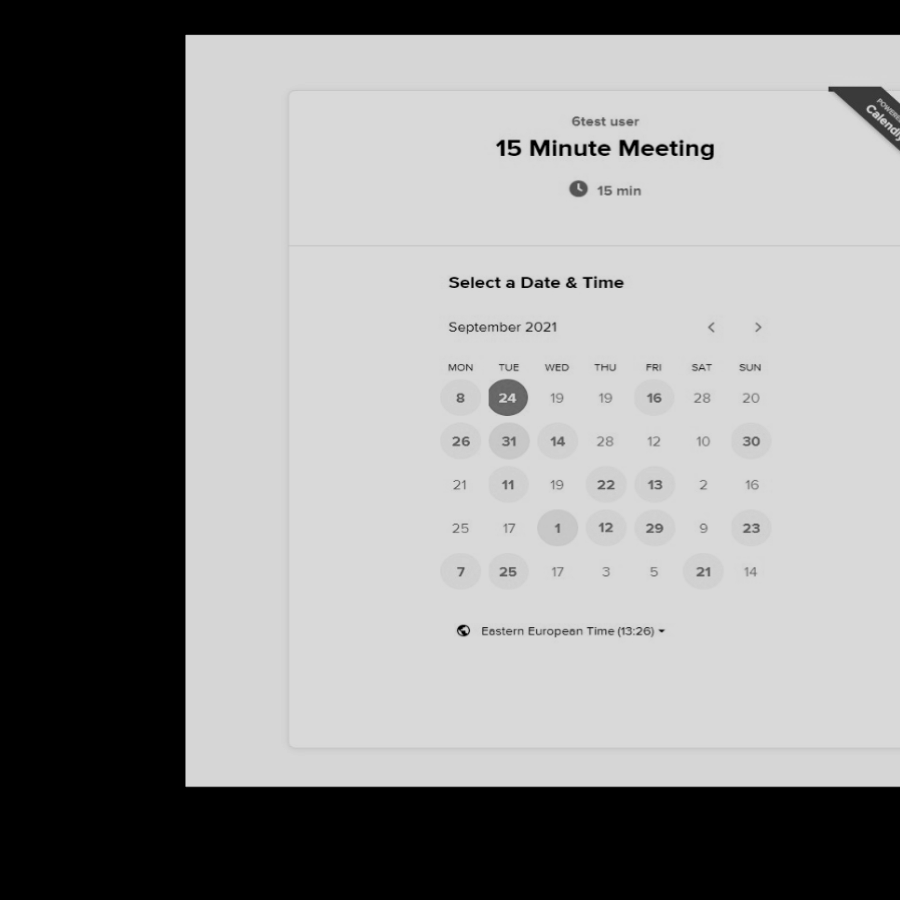 6test user
15 Minute Meeting
15 min
Calendly
Select a Date & Time
September 2021
MON TUE WED THU FRI SAT SUN
8 24 19 19 16 28 20
26 31 14 28 12 10 30
21 11 19 22 13 2 16
25 17 1 12 29 9 23
7 25 17 3 5 21 14
Eastern European Time (13:26)